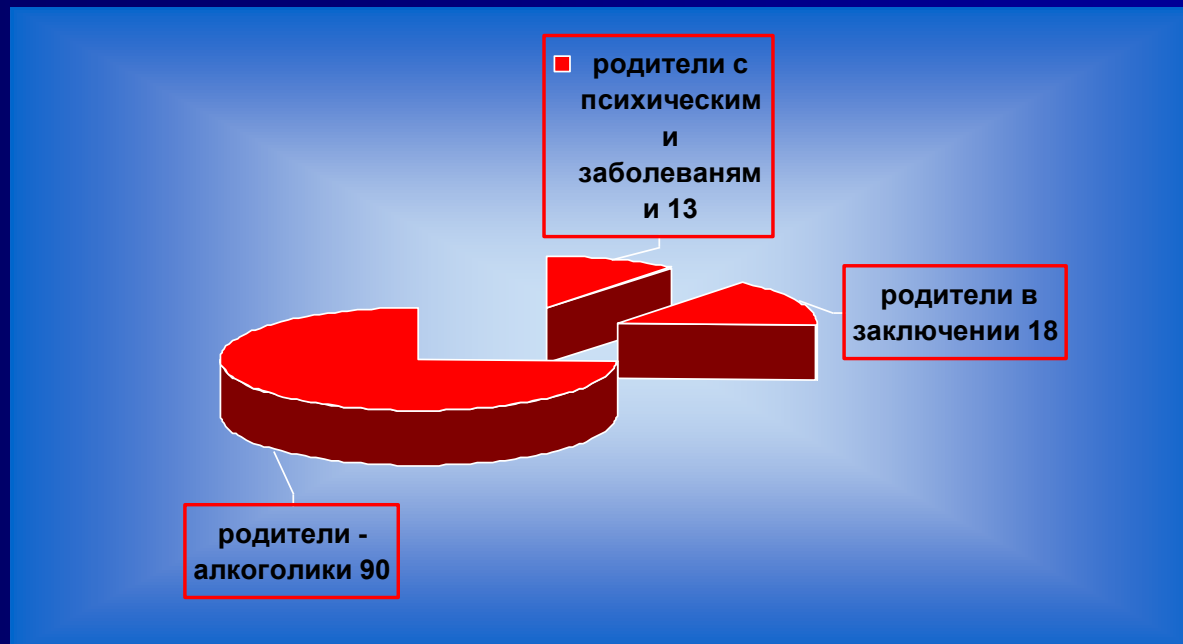 родители с
психическим
и
заболеваням
и 13
родители в
заключении 18
родители -
алкоголики 90